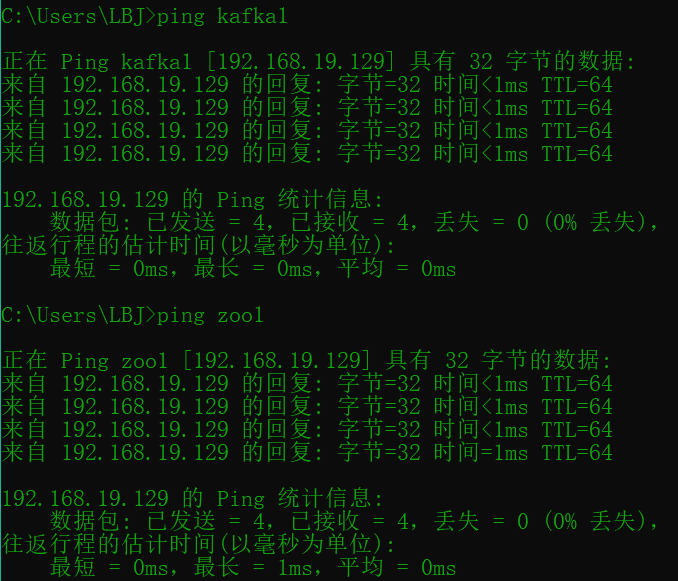 C:\Users\LBJ>ping kafka1
正在 Ping kafka1 [192.168.19.129] 具有 32 字节的数据:
来自 192.168.19.129 的回复: 字节=32 时间<1ms TTL=64
来自 192.168.19.129 的回复: 字节=32 时间<1ms TTL=64
来自 192.168.19.129 的回复: 字节=32 时间<1ms TTL=64
来自 192.168.19.129 的回复: 字节=32 时间<1ms TTL=64
192.168.19.129 的 Ping 统计信息:
数据包: 已发送 = 4，已接收 = 4，丢失 = 0 (0% 丢失)，
往返行程的估计时间(以毫秒为单位):
最短 = 0ms，最长 = 0ms，平均 = 0ms
C:\Users\LBJ>ping zoo1
正在 Ping zoo1 [192.168.19.129] 具有 32 字节的数据:
来自 192.168.19.129 的回复: 字节=32 时间<1ms TTL=64
来自 192.168.19.129 的回复: 字节=32 时间<1ms TTL=64
来自 192.168.19.129 的回复: 字节=32 时间<1ms TTL=64
来自 192.168.19.129 的回复: 字节=32 时间=1ms TTL=64
192.168.19.129 的 Ping 统计信息:
数据包: 已发送 = 4，已接收 = 4，丢失 = 0 (0% 丢失)，
往返行程的估计时间(以毫秒为单位):
最短 = 0ms，最长 = 1ms，平均 = 0ms